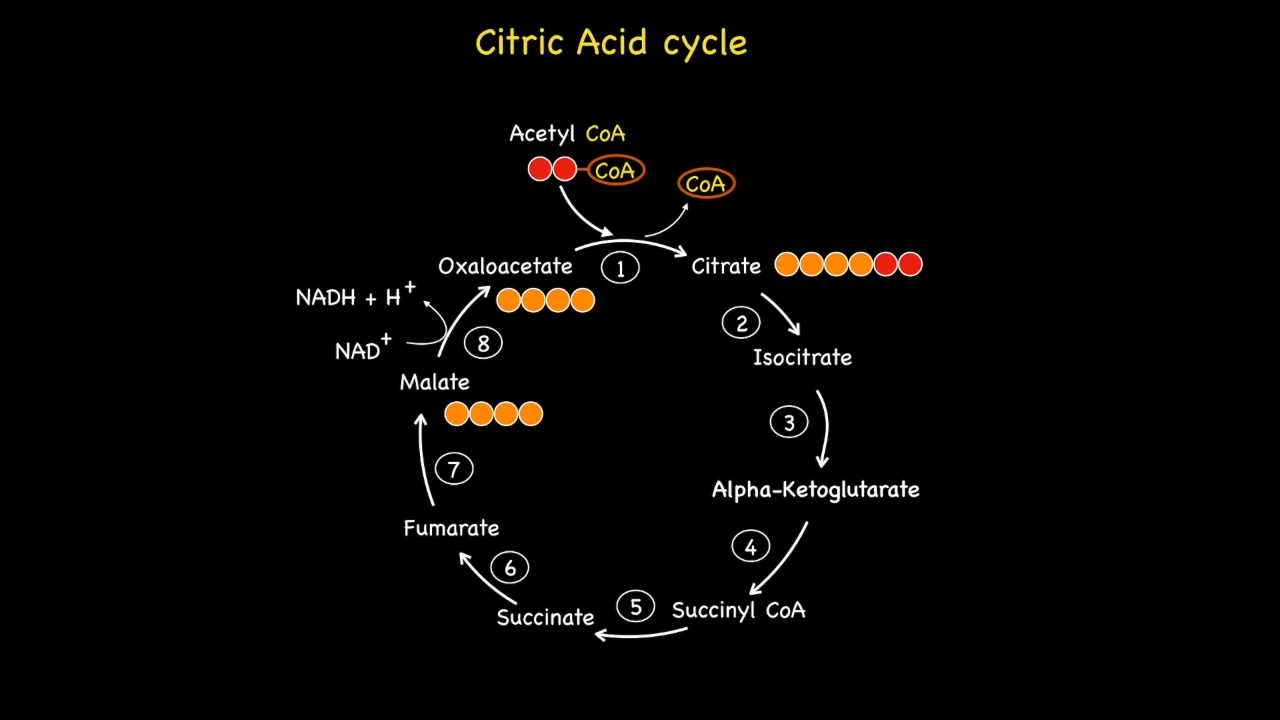 Citric Acid cycle
Acetyl CoA
CoA
CoA
Oxaloacetate
1
Citrate
NADH + H+
NAD+
8
2
Isocitrate
Malate
3
7
Alpha-Ketoglutarate
Fumarate
4
6
Succinate
5
Succinyl CoA